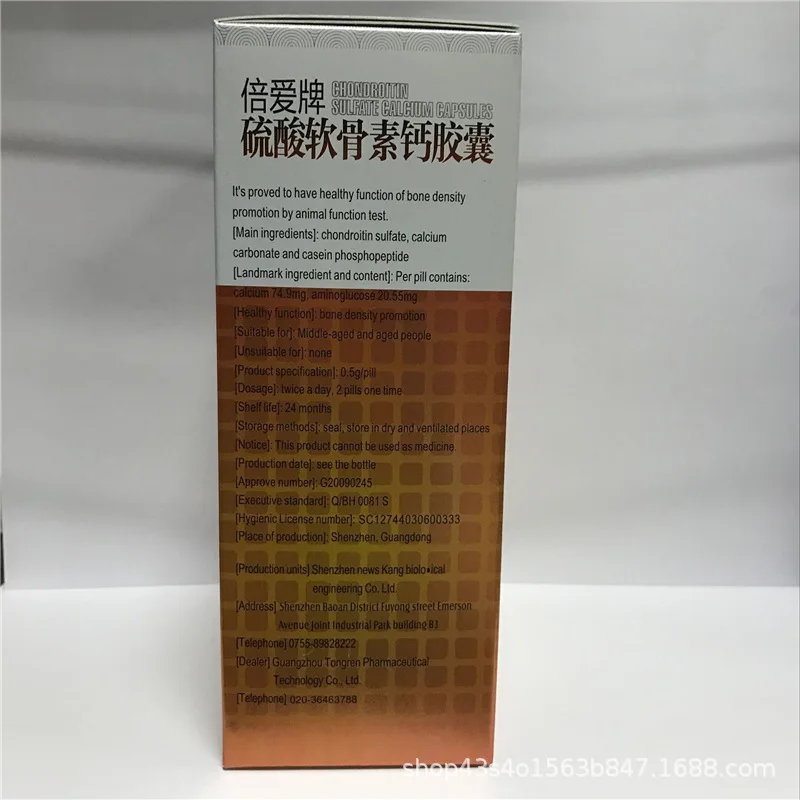 倍爱牌 CHONDROITIN
SULFATE CALCIUM CAPSULES
硫酸软骨素钙胶囊
It's proved to have healthy function of bone density
promotion by animal function test.
[Main ingredients]: chondroitin sulfate, calcium
carbonate and casein phosphopeptide
[Landmark ingredient and content]: Per pill contains:
calcium 74.9mg, aminoglucose 20.55mg
[Healthy function]: bone density promotion
[Suitable for]: Middle-aged and aged people
[Unsuitable for]: none
[Product specification]: 0.5g/pill
[Dosage]: twice a day, 2 pills one time
[Shelf life]: 24 months
[Storage methods]: seal, store in dry and ventilated places
[Notice]: This product cannot be used as medicine.
[Production date]: see the bottle
[Approve number]: G20090245
[Executive standard]: Q/BH 0081 S
[Hygienic License number]: SC12744030600333
[Place of production]: Shenzhen, Guangdong
[Production units] Shenzhen news Kang biolo•ical
engineering Co. Ltd.
[Address] Shenzhen Baoan District Fuyong street Emerson
Avenue Joint Industrial Park building B3
[Telephone] 0755-89828222
[Dealer] Guangzhou Tongren Pharmaceutical
Technology Co., Ltd.
[Telephone] 020-36463788
shop43s4o1563b847.1688.com